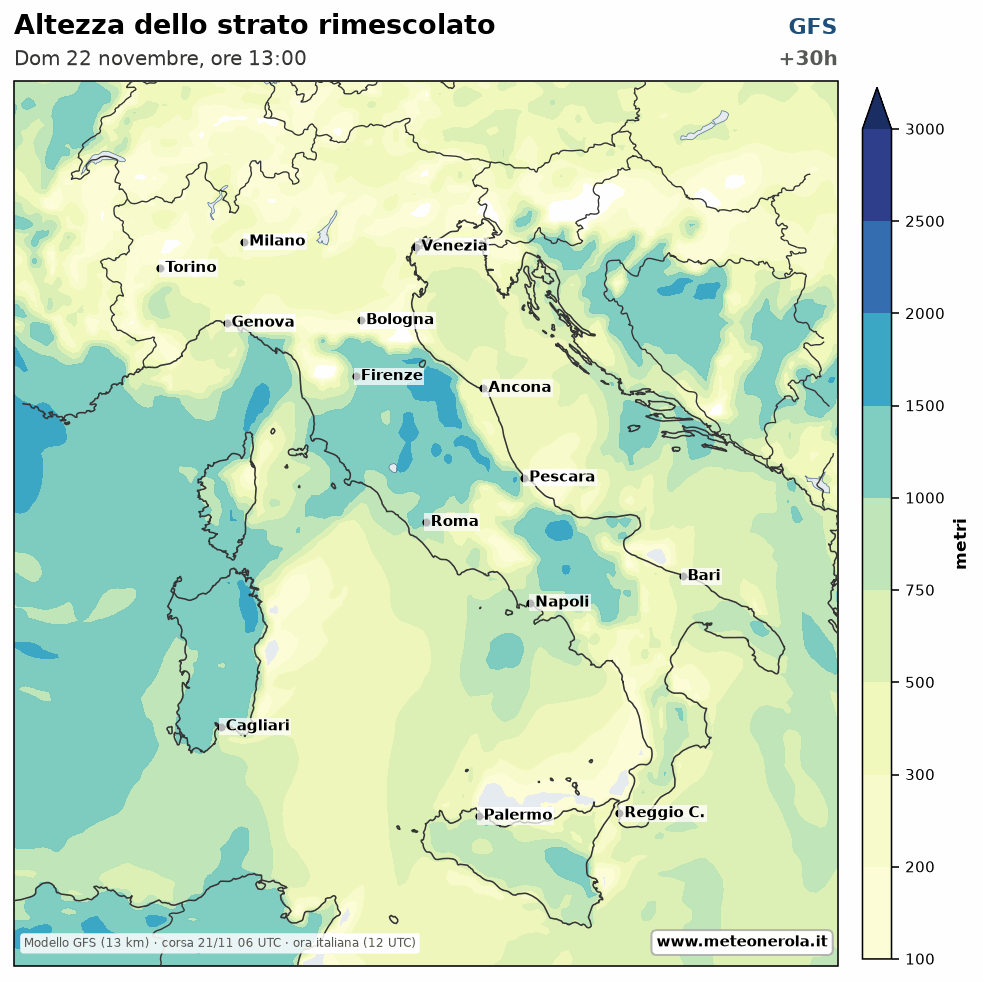 Altezza dello strato rimescolato
GFS
Dom 22 novembre, ore 13:00
+30h
3000
2500
2000
1500
1000
750
500
300
200
100
metri
Milano
Venezia
Torino
Genova
Bologna
Firenze
Ancona
Pescara
Roma
Bari
Napoli
Cagliari
Palermo
Reggio C.
Modello GFS (13 km) · corsa 21/11 06 UTC · ora italiana (12 UTC)
www.meteonerola.it